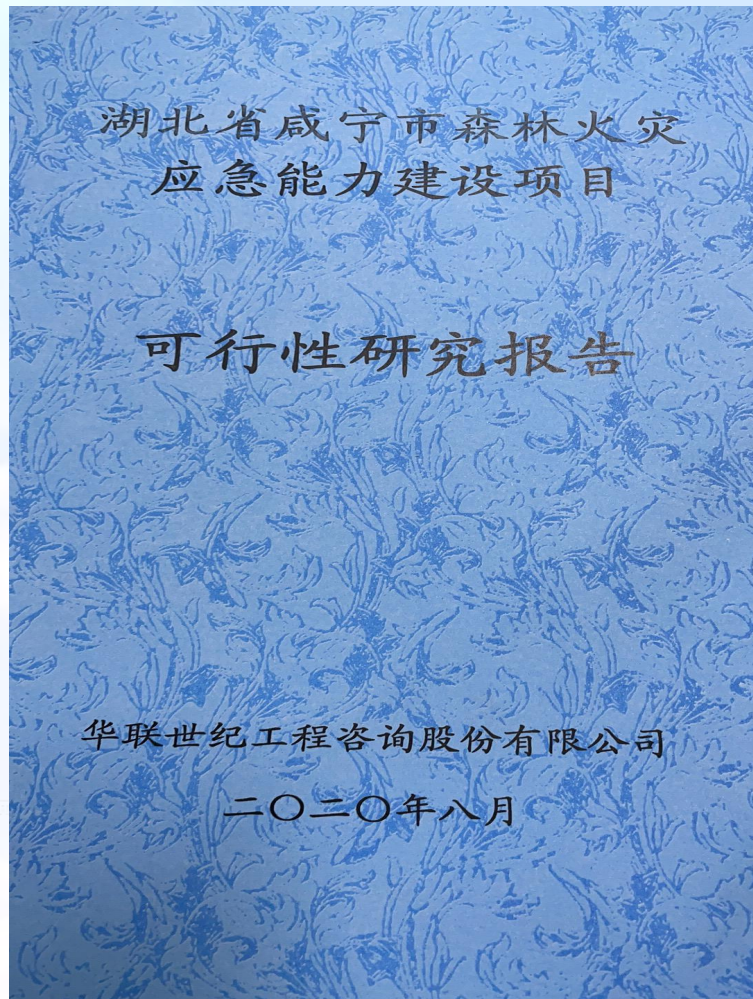 湖北省咸宁市森林火灾
应急能力建设项目
可行性研究报告
华联世纪工程咨询股份有限公司
二〇二〇年八月